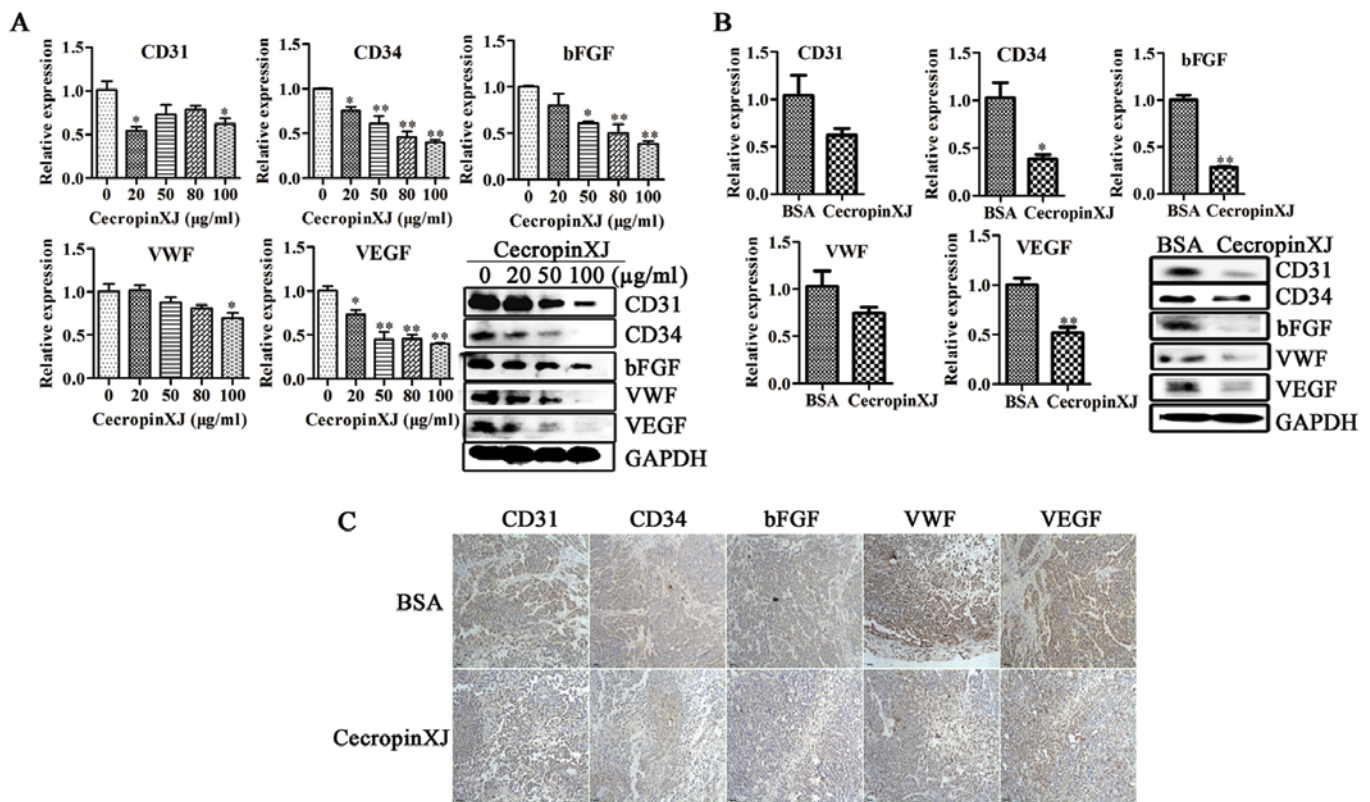 A
CD31
Relative expression
1.5
1.0
0.5
1.0
0 20 50 80 100
CecropinXJ (µg/ml)
CD34
Relative expression
1.5
1.0
0.5
0.0
0 20 50 80 100
CecropinXJ (µg/ml)
bFGF
Relative expression
1.5
1.0
0.5
0.0
0 20 50 80 100
CecropinXJ (µg/ml)
* *
* ** ** **
* ** **
VWF
Relative expression
1.5
1.0
0.5
1.0
0 20 50 80 100
CecropinXJ (µg/ml)
*
VEGF
Relative expression
1.5
1.0
0.5
1.0
0 20 50 80 100
CecropinXJ (µg/ml)
* ** ** **
CecropinXJ
0 20 50 100
(µg/ml)
CD31
CD34
bFGF
VWF
VEGF
GAPDH
B
CD31
Relative expression
1.5
1.0
0.5
0.0
BSA CecropinXJ
CD34
Relative expression
1.5
1.0
0.5
0.0
*
BSA CecropinXJ
bFGF
Relative expression
1.5
1.0
0.5
0.0
**
BSA CecropinXJ
VWF
Relative expression
1.5
1.0
0.5
1.0
BSA CecropinXJ
VEGF
Relative expression
1.5
1.0
0.5
1.0
**
BSA CecropinXJ
BSA CecropinXJ
CD31
CD34
bFGF
VWF
VEGF
GAPDH
C
CD31 CD34 bFGF VWF VEGF
BSA
CecropinXJ